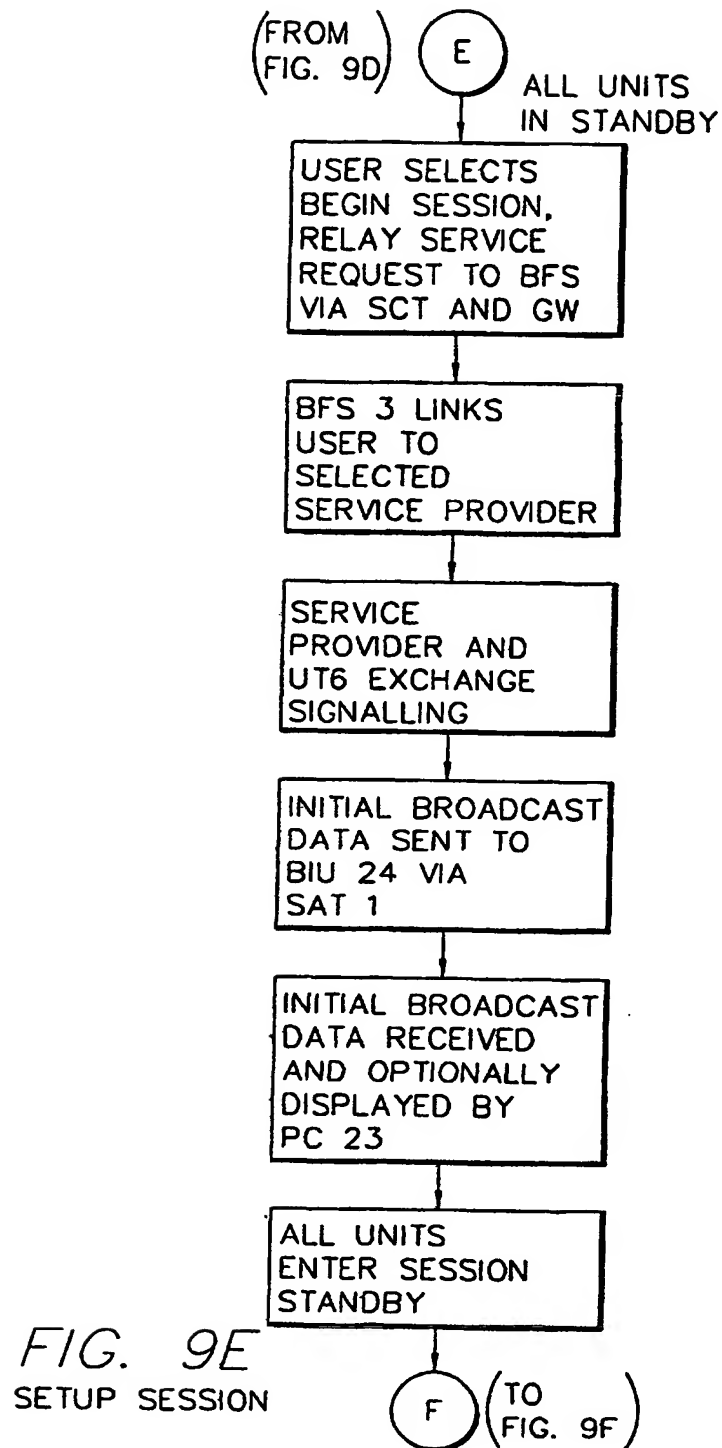 (FROM
FIG. 9D)
E
ALL UNITS
IN STANDBY
USER SELECTS
BEGIN SESSION,
RELAY SERVICE
REQUEST TO BFS
VIA SCT AND GW
BFS 3 LINKS
USER TO
SELECTED
SERVICE PROVIDER
SERVICE
PROVIDER AND
UT6 EXCHANGE
SIGNALLING
INITIAL BROADCAST
DATA SENT TO
BIU 24 VIA
SAT 1
INITIAL BROADCAST
DATA RECEIVED
AND OPTIONALLY
DISPLAYED BY
PC 23
ALL UNITS
ENTER SESSION
STANDBY
FIG. 9E
SETUP SESSION
F
(TO
FIG. 9F)